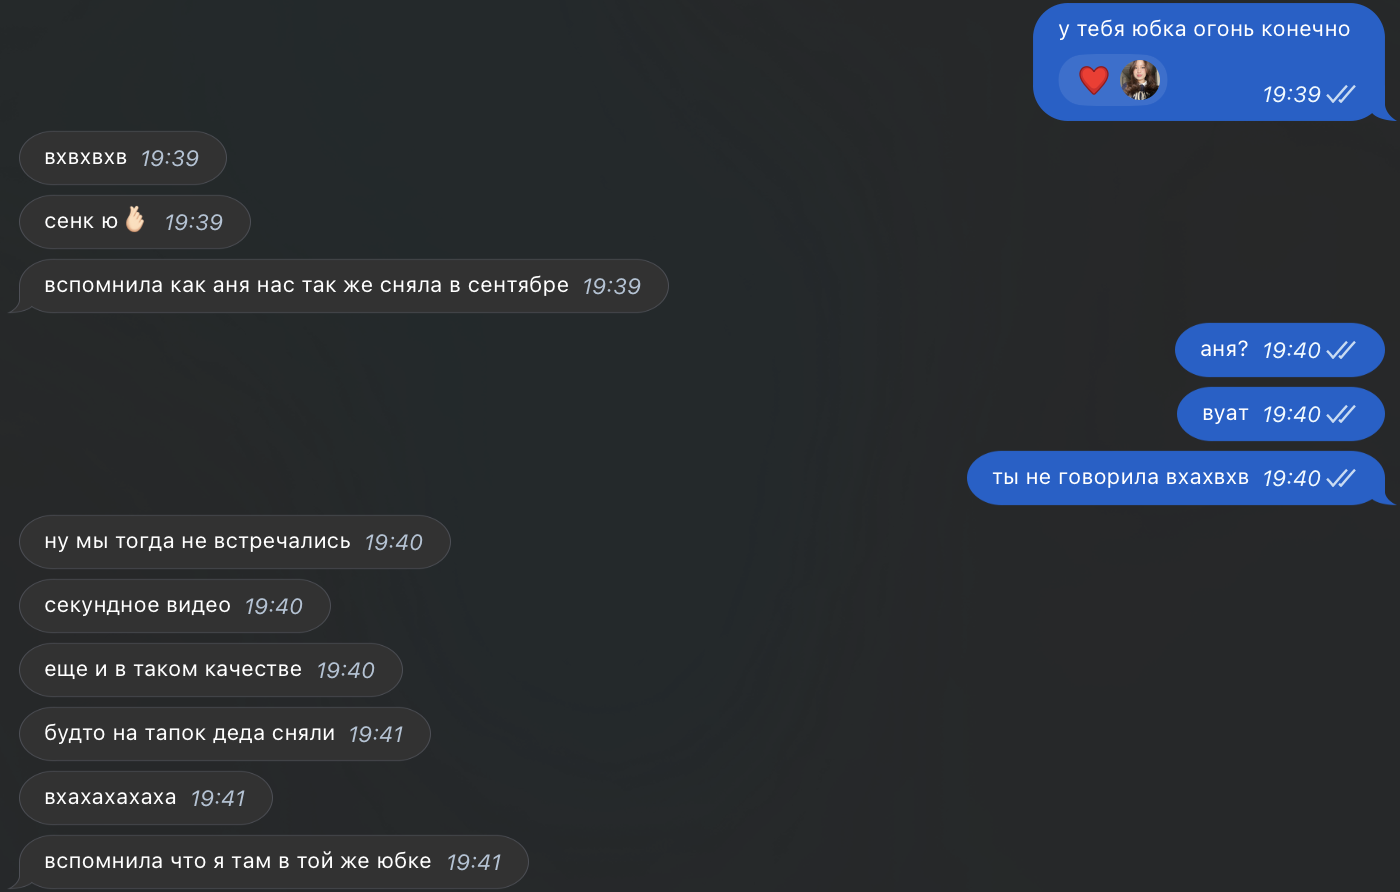 у тебя юбка огонь конечно
❤️ 19:39
вхвхвхв 19:39
сенк ю🫰🏻 19:39
вспомнила как аня нас так же сняла в сентябре 19:39
аня? 19:40
вуат 19:40
ты не говорила вхахвхв 19:40
ну мы тогда не встречались 19:40
секундное видео 19:40
еще и в таком качестве 19:40
будто на тапок деда сняли 19:41
вхахахахаха 19:41
вспомнила что я там в той же юбке 19:41